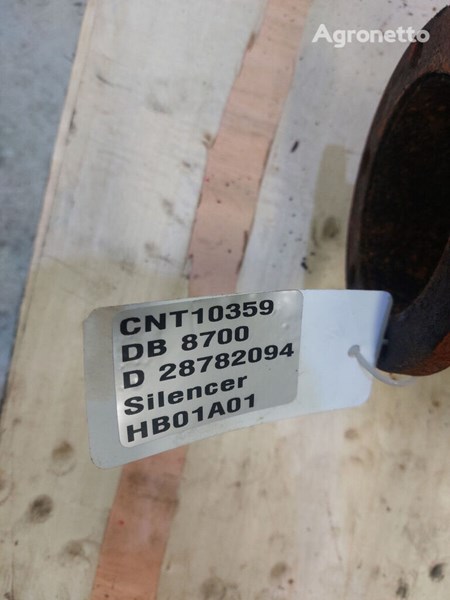 Agronetto
CNT10359
DB 8700
D 28782094
Silencer
HB01A01